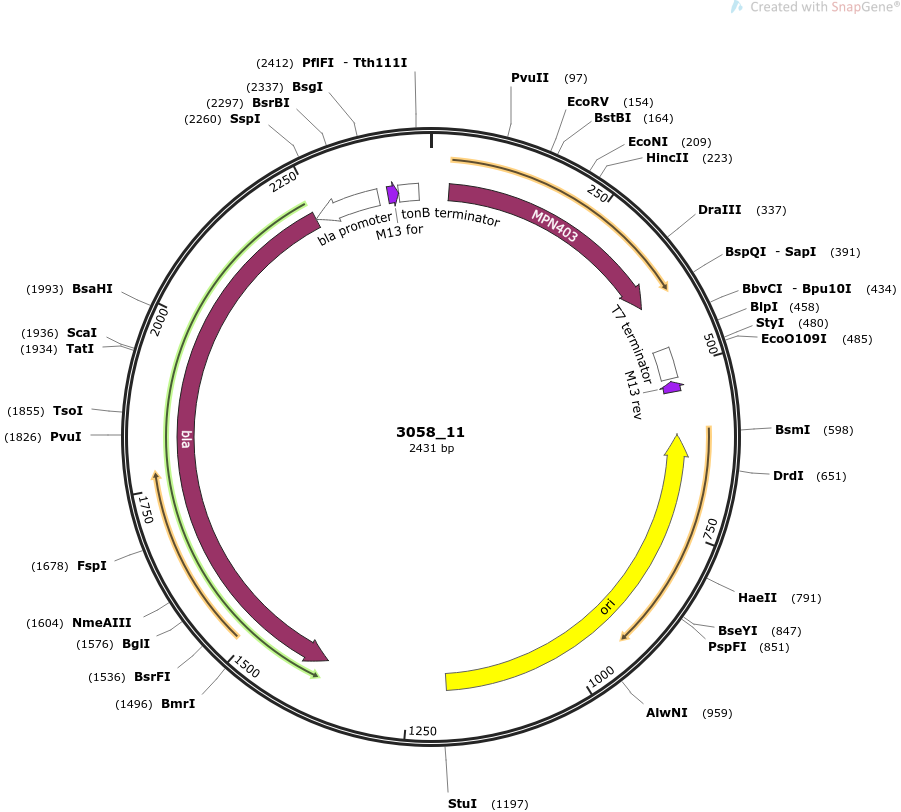 Created with SnapGene®
(2412) PflFI - Tth111I
(2337) BsgI
(2297) BsrBI
(2260) SspI
PvuII (97)
EcoRV (154)
BstBI (164)
EcoNI (209)
HincII (223)
DraIII (337)
BspQI - SapI (391)
BbvCI - Bpu10I (434)
BlpI (458)
StyI (480)
EcoO109I (485)
BsmI (598)
DrdI (651)
HaeII (791)
BseYI (847)
PspFI (851)
AlwNI (959)
StuI (1197)
(1496) BmrI
(1536) BsrFI
(1576) BglI
(1604) NmeAIII
(1678) FspI
(1826) PvuI
(1855) TsoI
(1934) TatI
(1936) ScaI
(1993) BsaHI
250
500
750
1000
1250
1500
1750
2000
2250
bla promoter
M13 for
tonB terminator
MPN403
T7 terminator
M13 rev
ori
bla
3058_11
2431 bp